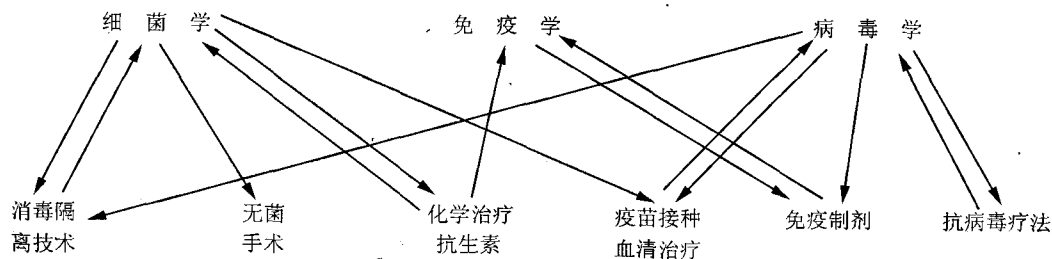 细菌学 免疫学 病毒学
消毒隔 无菌 化学治疗 疫苗接种 免疫制剂 抗病毒疗法
离技术 手术 抗生素 血清治疗